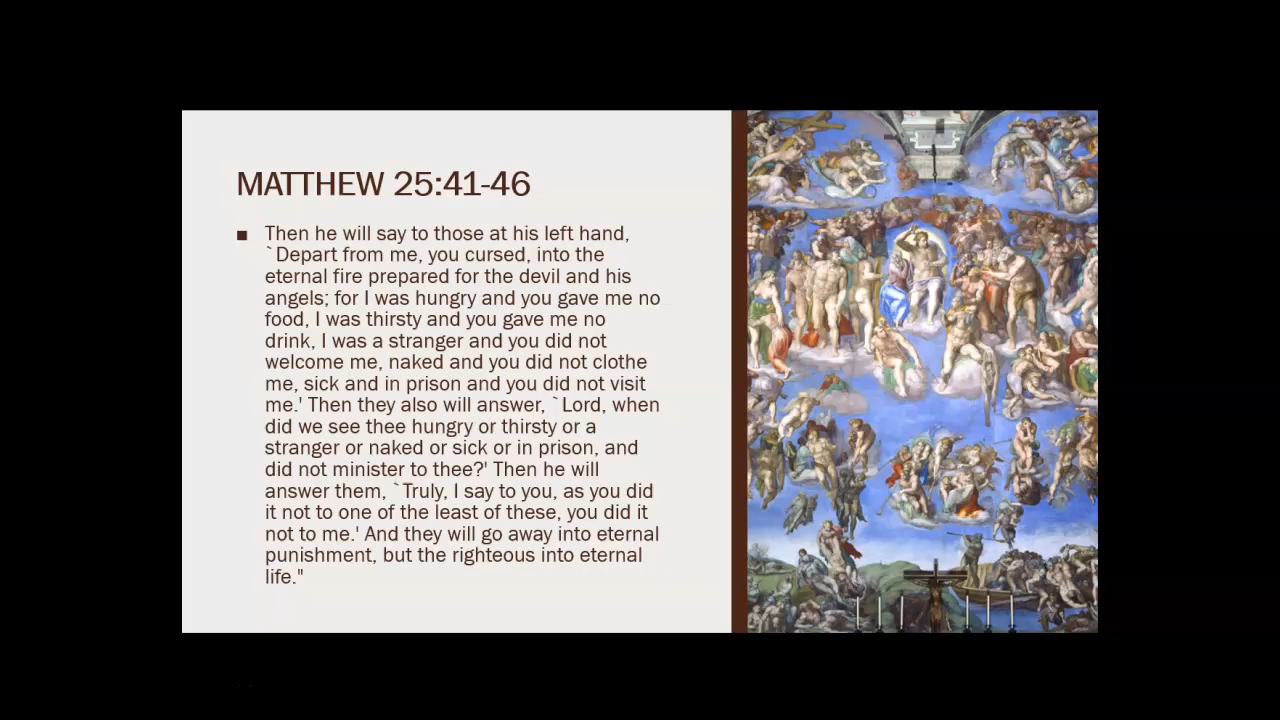 MATTHEW 25:41-46
■ Then he will say to those at his left hand,
`Depart from me, you cursed, into the
eternal fire prepared for the devil and his
angels; for I was hungry and you gave me no
food, I was thirsty and you gave me no
drink, I was a stranger and you did not
welcome me, naked and you did not clothe
me, sick and in prison and you did not visit
me.' Then they also will answer, `Lord, when
did we see thee hungry or thirsty or a
stranger or naked or sick or in prison, and
did not minister to thee?' Then he will
answer them, `Truly, I say to you, as you did
it not to one of the least of these, you did it
not to me.' And they will go away into eternal
punishment, but the righteous into eternal
life."